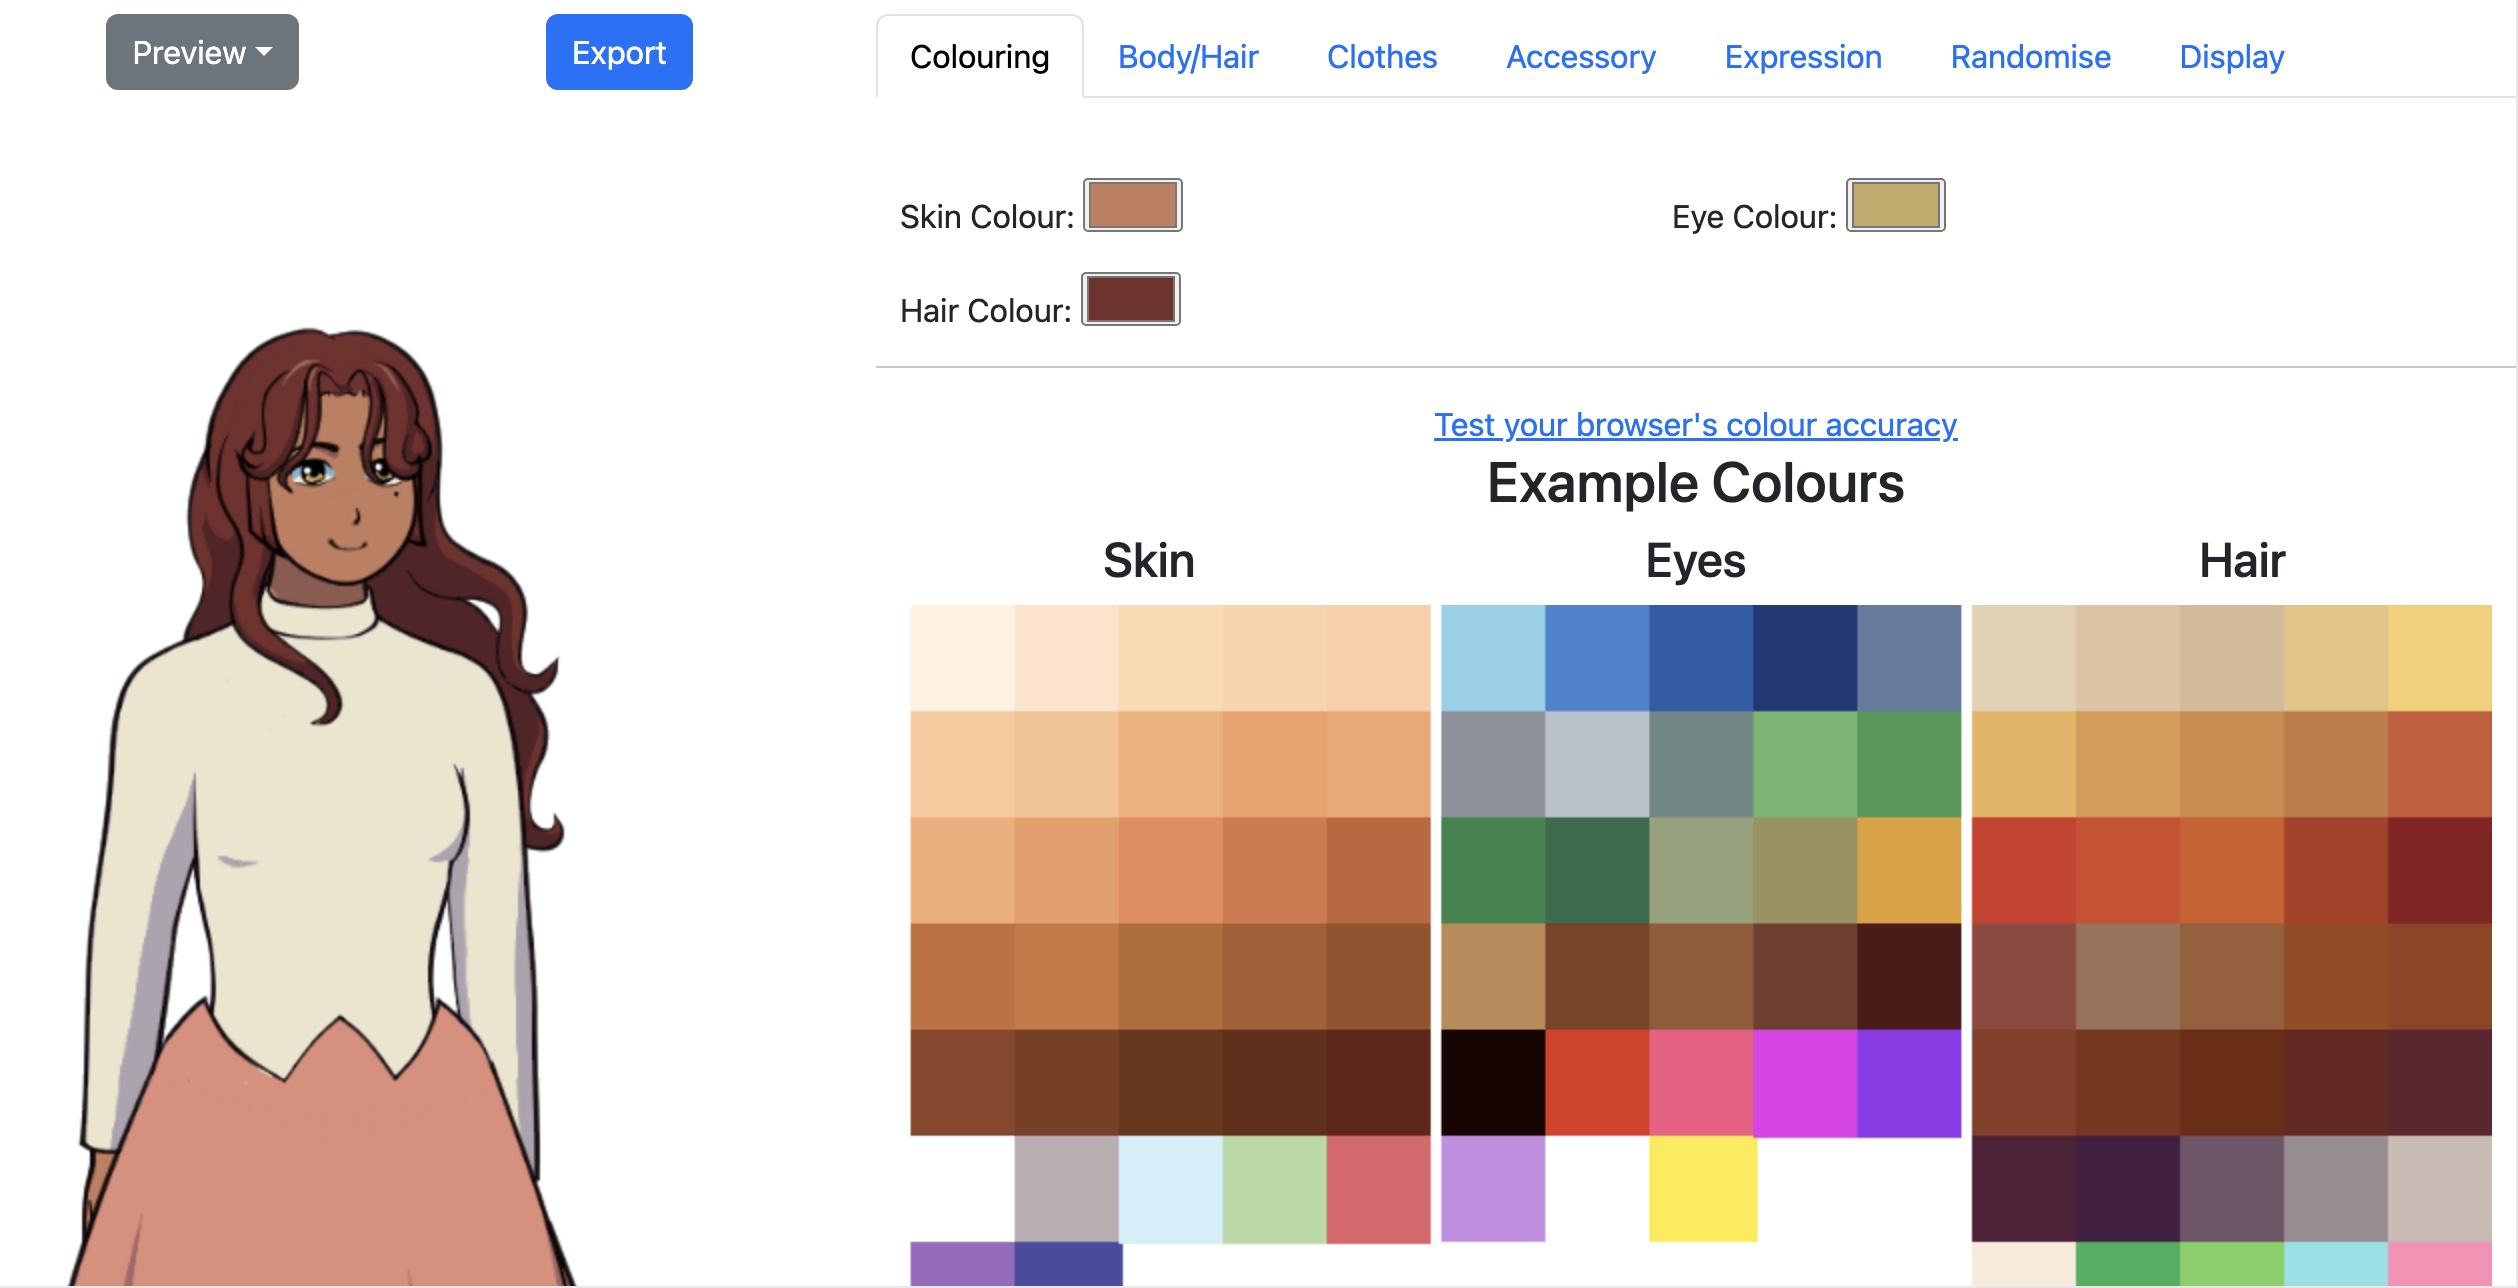 Preview
Export
Colouring
Body/Hair
Clothes
Accessory
Expression
Randomise
Display
Skin Colour:
Eye Colour:
Hair Colour:
Test your browser's colour accuracy
Example Colours
Skin
Eyes
Hair